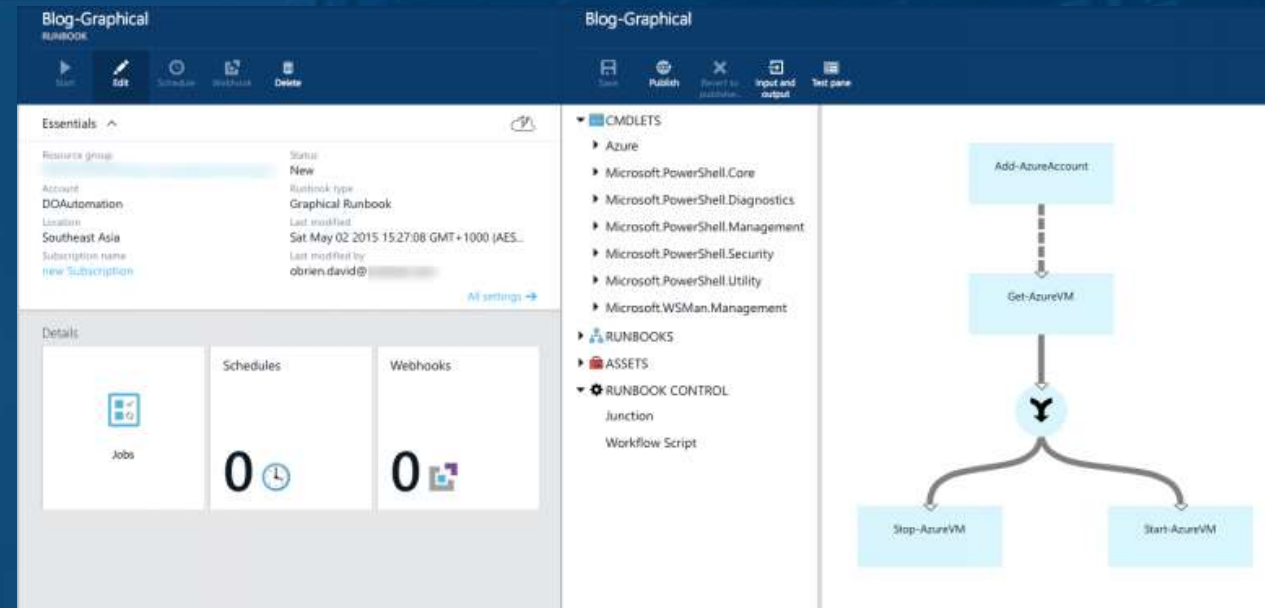 Blog-Graphical
RUNBOOK
Start
Edit
Schedule
Webhook
Delete
Essentials
Resource group
Status
New
Account
DOAutomation
Runbook type
Graphical Runbook
Location
Southeast Asia
Last modified
Sat May 02 2015 15:27:08 GMT+1000 (AES...
Subscription name
new Subscription
Last modified by
obrien.david@
All settings →
Details
Jobs
Schedules
0
Webhooks
0
Blog-Graphical
Save
Publish
Revert to
publishe...
Input and
output
Test pane
CMDLETS
Azure
Microsoft.PowerShell.Core
Microsoft.PowerShell.Diagnostics
Microsoft.PowerShell.Management
Microsoft.PowerShell.Security
Microsoft.PowerShell.Utility
Microsoft.WSMan.Management
RUNBOOKS
ASSETS
RUNBOOK CONTROL
Junction
Workflow Script
Add-AzureAccount
Get-AzureVM
Stop-AzureVM
Start-AzureVM